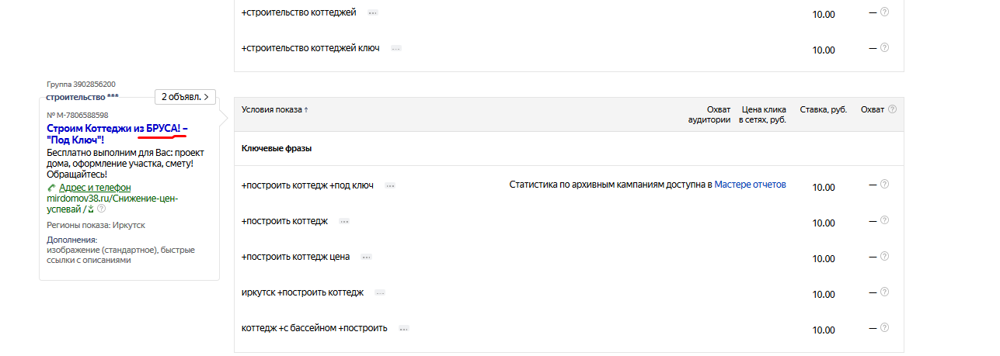 +строительство коттеджей ... 10.00 — ?
+строительство коттеджей ключ ... 10.00 — ?
Группа 3902856200
строительство *** 2 объявл. >
№ М-7806588598
Строим Коттеджи из БРУСА! –
"Под Ключ"!
Бесплатно выполним для Вас: проект
дома, оформление участка, смету!
Обращайтесь!
Адрес и телефон
mirdomov38.ru/Снижение-цен-
успевай / ?
Регионы показа: Иркутск
Дополнения:
изображение (стандартное), быстрые
ссылки с описаниями
Условия показа ↑ Охват аудитории Цена клика в сетях, руб. Ставка, руб. Охват ?
Ключевые фразы
+построить коттедж +под ключ ... Статистика по архивным кампаниям доступна в Мастере отчетов 10.00 — ?
+построить коттедж ... 10.00 — ?
+построить коттедж цена ... 10.00 — ?
иркутск +построить коттедж ... 10.00 — ?
коттедж +с бассейном +построить ... 10.00 — ?